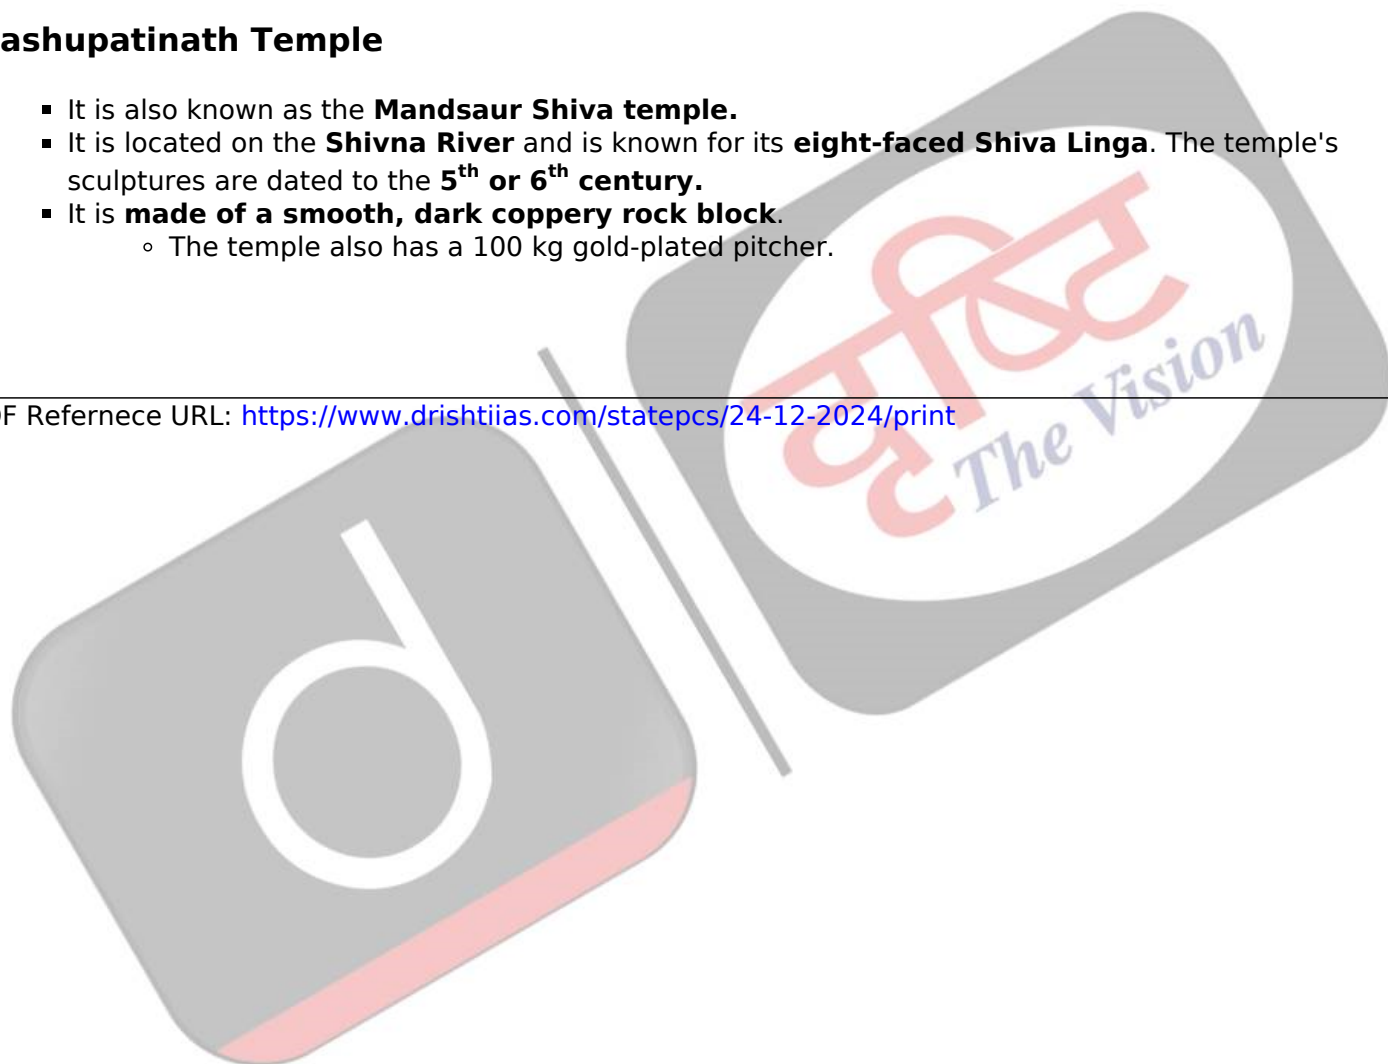 ashupatinath Temple
▪ It is also known as the Mandsaur Shiva temple.
▪ It is located on the Shivna River and is known for its eight-faced Shiva Linga. The temple's
sculptures are dated to the 5th or 6th century.
▪ It is made of a smooth, dark coppery rock block.
◦ The temple also has a 100 kg gold-plated pitcher.
दृष्टि
The Vision
F Refernece URL: https://www.drishtiias.com/statepcs/24-12-2024/print
d